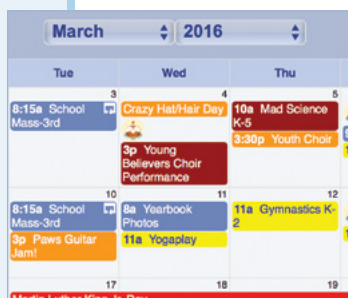 March 2016
Tue Wed Thu
3 4 5
8:15a School
Mass-3rd
Crazy Hat/Hair Day
3p Young
Believers Choir
Performance
10a Mad Science
K-5
3:30p Youth Choir
10 11 12
8:15a School
Mass-3rd
3p Paws Guitar
Jam!
8a Yearbook
Photos
11a Yogaplay
11a Gymnastics K-
2
17 18 19
Martin Luther King Jr. Day